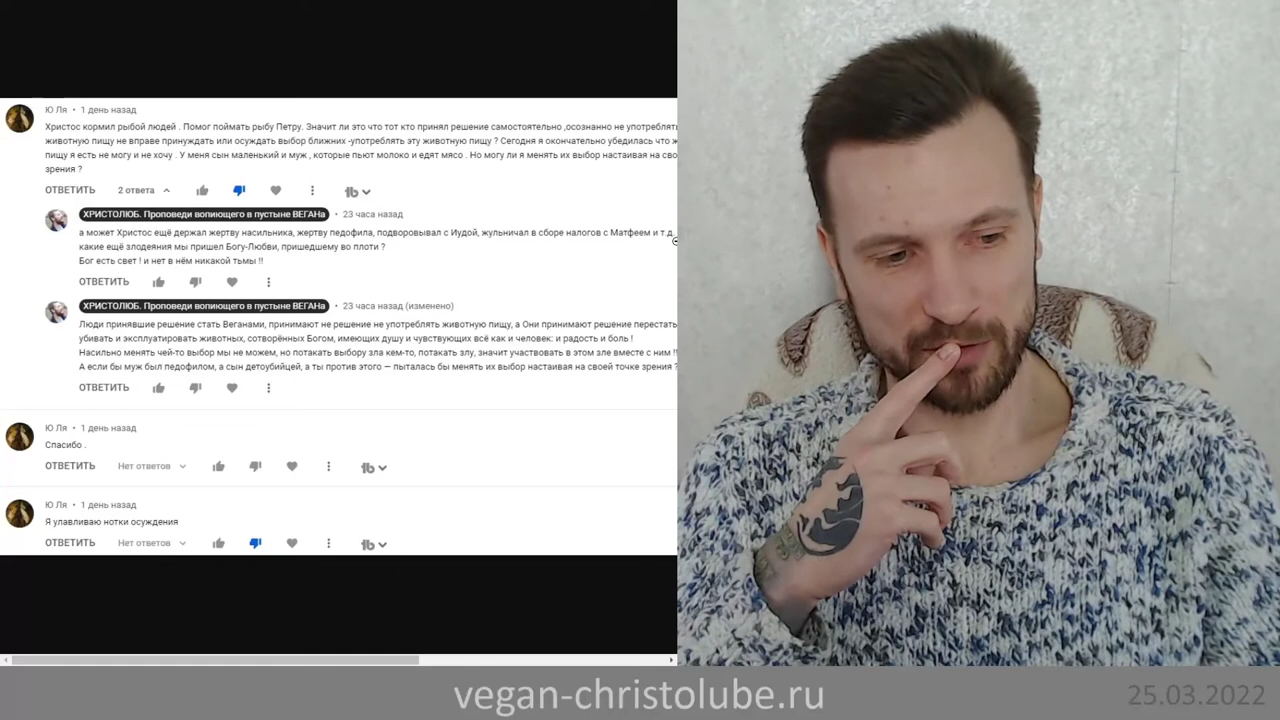 Ю Ля • 1 день назад
Христос кормил рыбой людей . Помог поймать рыбу Петру. Значит ли это что тот кто принял решение самостоятельно ,осознанно не употреблять
животную пищу не вправе принуждать или осуждать выбор ближних -употреблять эту животную пищу ? Сегодня я окончательно убедилась что ж
пищу я есть не могу и не хочу . У меня сын маленький и муж , которые пьют молоко и едят мясо . Но могу ли я менять их выбор настаивая на сво
зрения ?
ОТВЕТИТЬ 2 ответа
ХРИСТОЛЮБ. Проповеди вопиющего в пустыне ВЕГАНа • 23 часа назад
а может Христос ещё держал жертву насильника, жертву педофила, подворовывал с Иудой, жульничал в сборе налогов с Матфеем и т.д.
какие ещё злодеяния мы пришел Богу-Любви, пришедшему во плоти ?
Бог есть свет ! и нет в нём никакой тьмы !!
ОТВЕТИТЬ
ХРИСТОЛЮБ. Проповеди вопиющего в пустыне ВЕГАНа • 23 часа назад (изменено)
Люди принявшие решение стать Веганами, принимают не решение не употреблять животную пищу, а Они принимают решение перестать
убивать и эксплуатировать животных, сотворённых Богом, имеющих душу и чувствующих всё как и человек: и радость и боль !
Насильно менять чей-то выбор мы не можем, но потакать выбору зла кем-то, потакать злу, значит участвовать в этом зле вместе с ним !!
А если бы муж был педофилом, а сын детоубийцей, а ты против этого — пыталась бы менять их выбор настаивая на своей точке зрения ?
ОТВЕТИТЬ
Ю Ля • 1 день назад
Спасибо .
ОТВЕТИТЬ Нет ответов
Ю Ля • 1 день назад
Я улавливаю нотки осуждения
ОТВЕТИТЬ Нет ответов
vegan-christolube.ru
25.03.2022